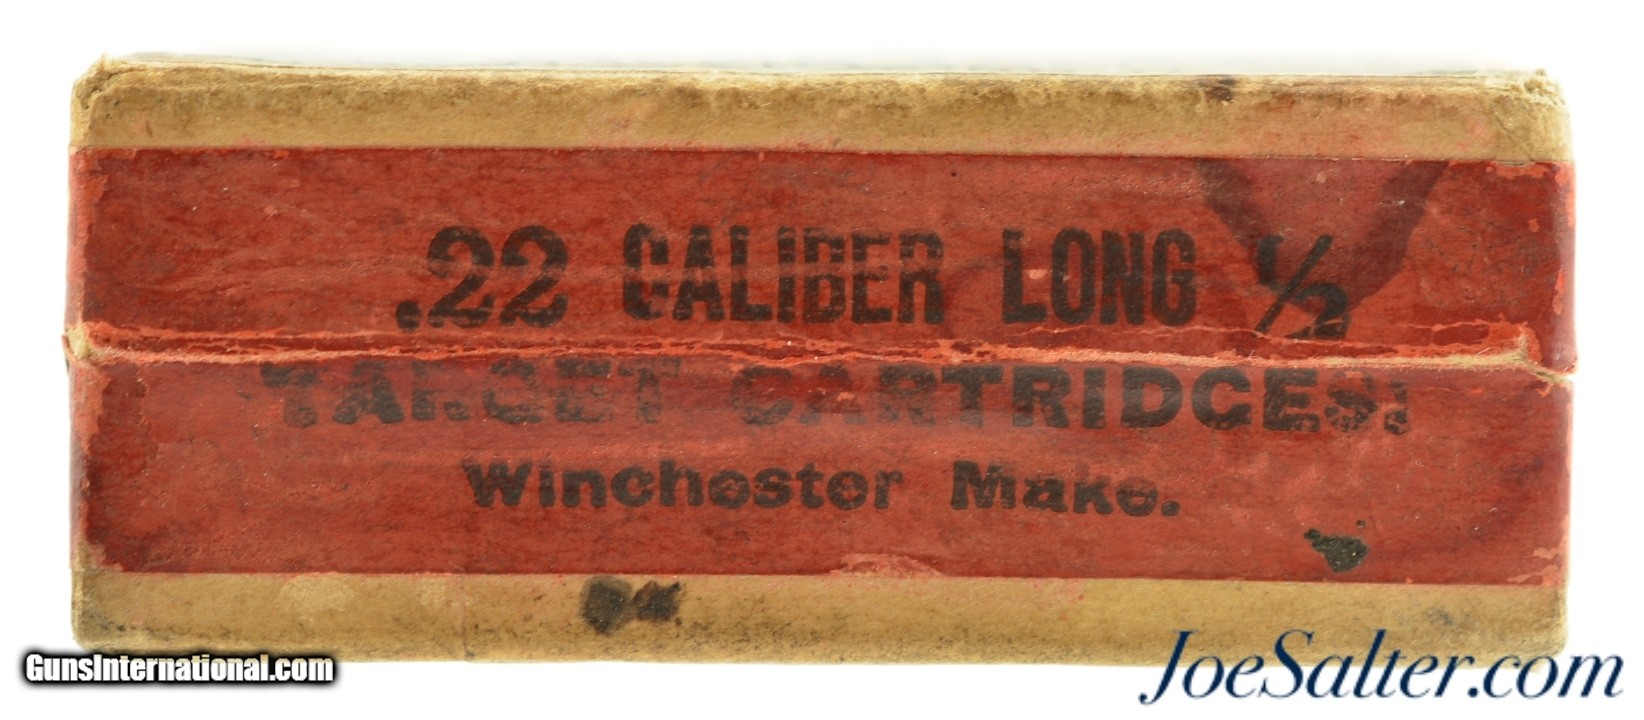 .22 CALIBER LONG ½
TARGET CARTRIDGES.
Winchester Make.
GunsInternational.com
JoeSalter.com